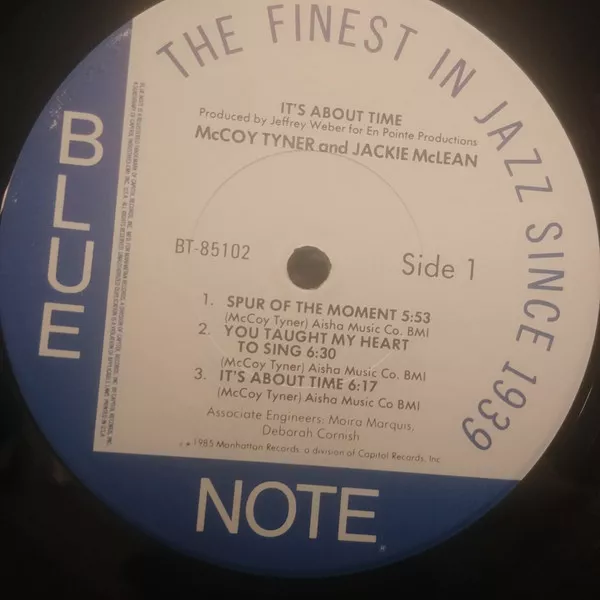 THE FINEST IN JAZZ SINCE 1939
BLUE
NOTE
IT'S ABOUT TIME
Produced by Jeffrey Weber for En Pointe Productions
McCOY TYNER and JACKIE McLEAN
BT-85102
Side 1
1. SPUR OF THE MOMENT 5:53
(McCoy Tyner) Aisha Music Co. BMI
2. YOU TAUGHT MY HEART
TO SING 6:30
(McCoy Tyner) Aisha Music Co. BMI
3. IT'S ABOUT TIME 6:17
(McCoy Tyner) Aisha Music Co BMI
Associate Engineers: Moira Marquis,
Deborah Cornish
1985 Manhattan Records, a division of Capitol Records, Inc